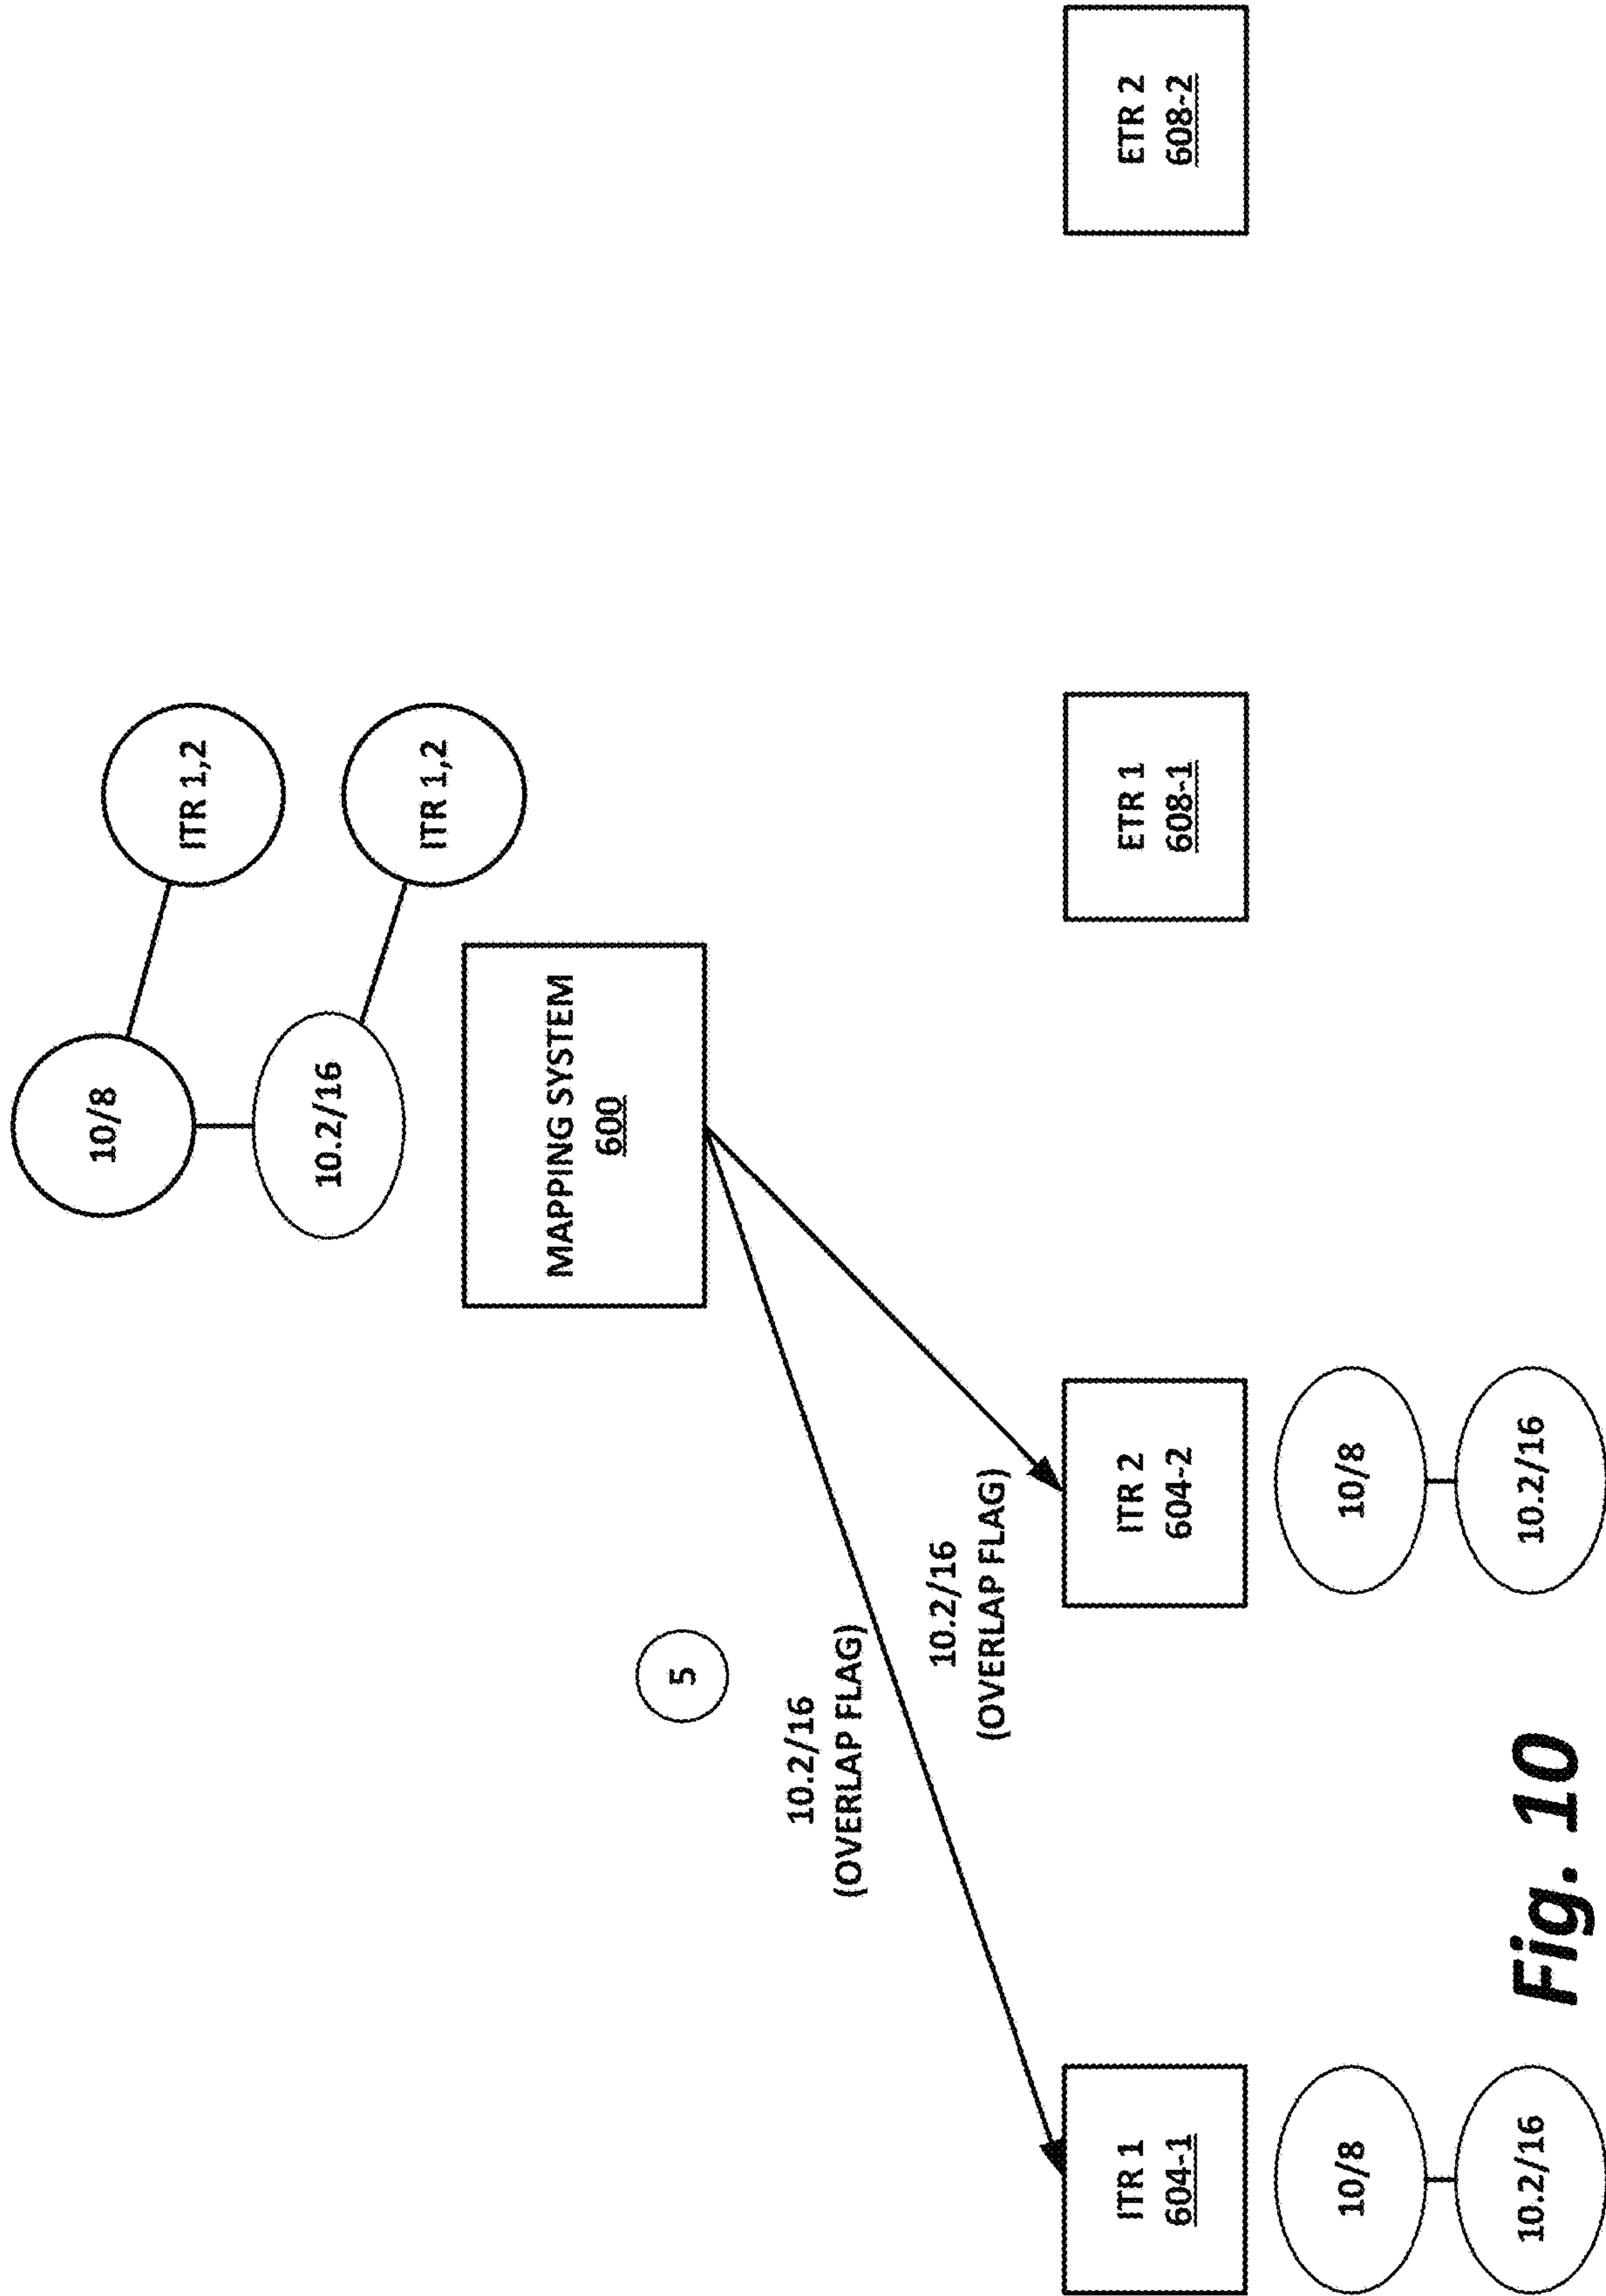 10/8
ITR 1,2
10.2/16
ITR 1,2
MAPPING SYSTEM
600
5
10.2/16
(OVERLAP FLAG)
10.2/16
(OVERLAP FLAG)
ITR 1
604-1
ITR 2
604-2
ETR 1
608-1
ETR 2
608-2
10/8
10.2/16
10/8
10.2/16
Fig. 10